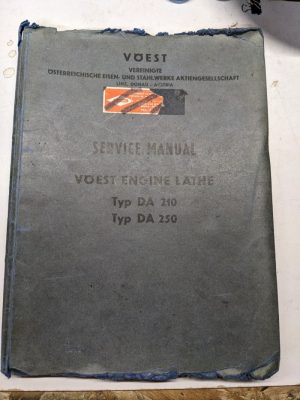 VÖEST
VEREINIGTE
ÖSTERREICHISCHE EISEN- UND STAHLWERKE AKTIENGESELLSCHAFT
LINZ, DONAU - AUSTRIA
SERVICE MANUAL
VÖEST ENGINE LATHE
Typ DA 210
Typ DA 250